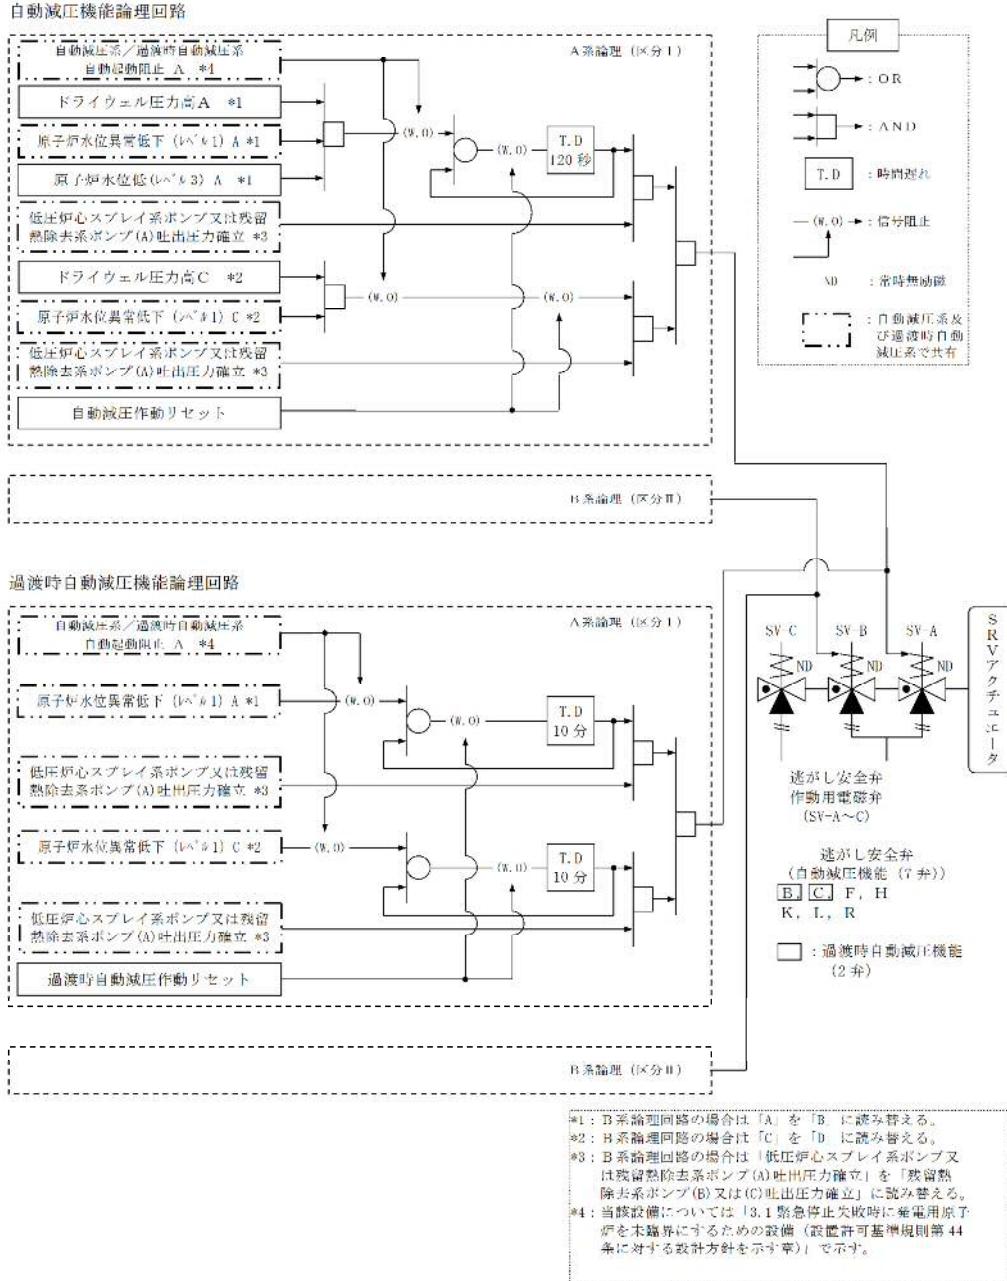 自動減圧機能論理回路
A系論理（区分Ⅰ）
自動減圧系／過渡時自動減圧系
自動起動阻止 A *4
ドライウェル圧力高A *1
原子炉水位異常低下（ﾚﾍﾞﾙ1）A *1
原子炉水位低(ﾚﾍﾞﾙ3) A *1
低圧炉心スプレイ系ポンプ又は残留
熱除去系ポンプ(A)吐出圧力確立 *3
ドライウェル圧力高C *2
原子炉水位異常低下（ﾚﾍﾞﾙ1）C *2
低圧炉心スプレイ系ポンプ又は残留
熱除去系ポンプ(A)吐出圧力確立 *3
自動減圧作動リセット
(W.O)
(W.O)
T.D
120 秒
(W.O)
(W.O)
凡例
：OR
：AND
T.D
：時間遅れ
(W.O)
：信号阻止
ND
：常時無励磁
：自動減圧系及
び過渡時自動
減圧系で共有
B系論理（区分Ⅱ）
過渡時自動減圧機能論理回路
A系論理（区分Ⅰ）
自動減圧系／過渡時自動減圧系
自動起動阻止 A *4
原子炉水位異常低下（ﾚﾍﾞﾙ1）A *1
低圧炉心スプレイ系ポンプ又は残留
熱除去系ポンプ(A)吐出圧力確立 *3
原子炉水位異常低下（ﾚﾍﾞﾙ1）C *2
低圧炉心スプレイ系ポンプ又は残留
熱除去系ポンプ(A)吐出圧力確立 *3
過渡時自動減圧作動リセット
(W.O)
(W.O)
T.D
10 分
(W.O)
(W.O)
T.D
10 分
SV-C
SV-B
SV-A
ND
ND
ND
SRVアクチュエータ
逃がし安全弁
作動用電磁弁
(SV-A～C)
逃がし安全弁
（自動減圧機能（7弁））
B, C, F, H
K, L, R
：過渡時自動減圧機能
（2弁）
B系論理（区分Ⅱ）
*1：B系論理回路の場合は「A」を「B」に読み替える。
*2：B系論理回路の場合は「C」を「D」に読み替える。
*3：B系論理回路の場合は「低圧炉心スプレイ系ポンプ又
は残留熱除去系ポンプ(A)吐出圧力確立」を「残留熱
除去系ポンプ(B)又は(C)吐出圧力確立」に読み替える。
*4：当該設備については「3.1 緊急停止失敗時に発電用原子
炉を未臨界にするための設備（設置許可基準規則第 44
条に対する設計方針を示す章）」で示す。